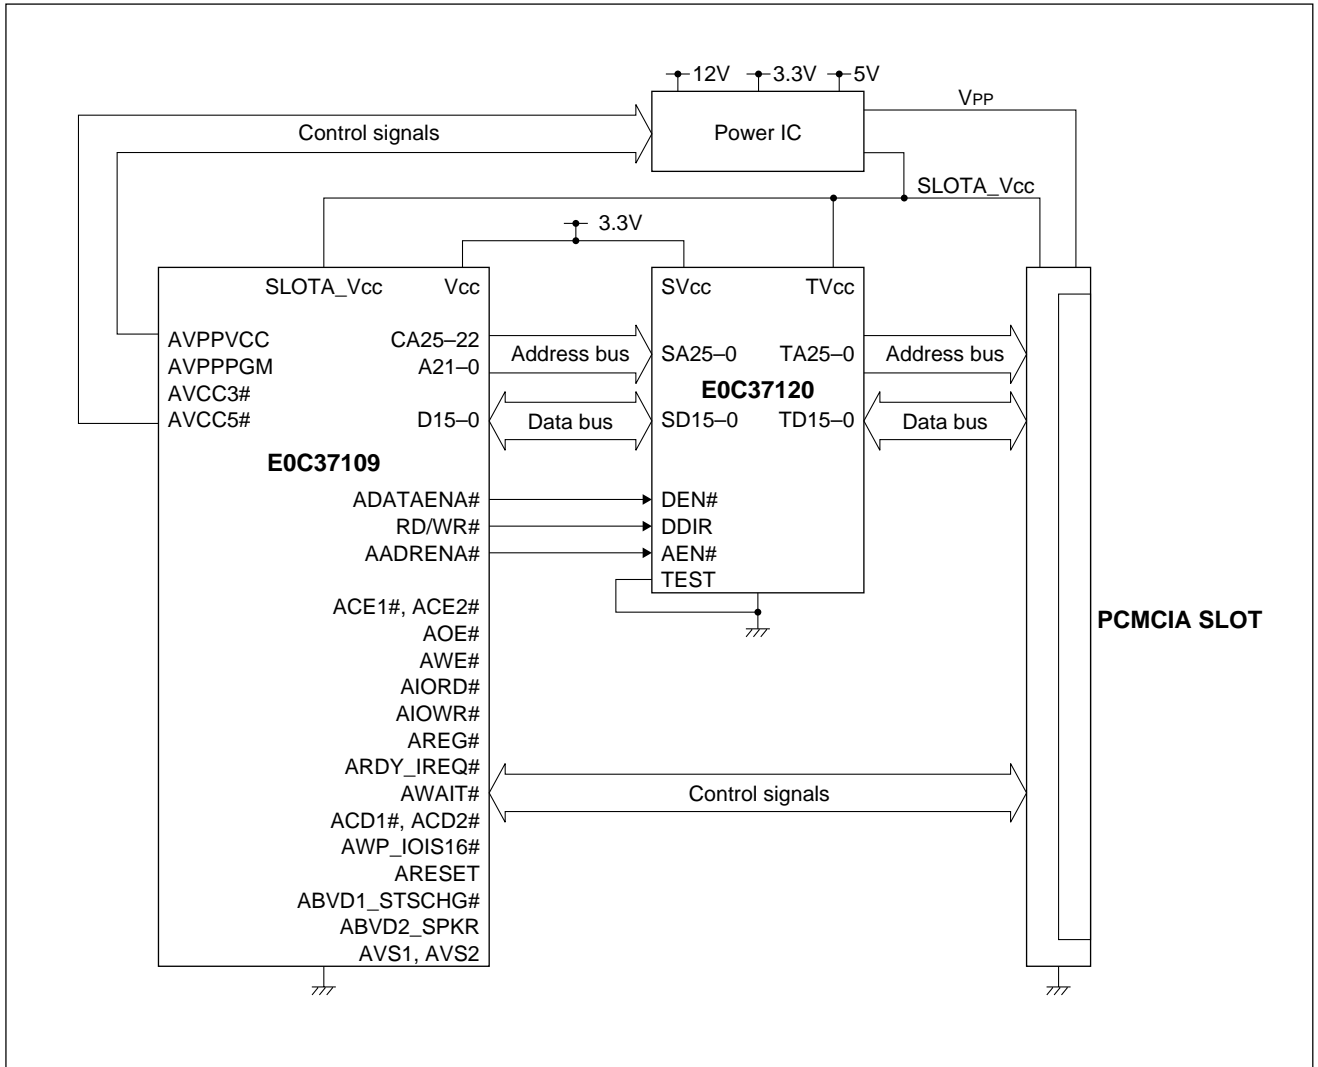 12V 3.3V 5V
VPP
Control signals
Power IC
SLOTA_Vcc
3.3V
SLOTA_Vcc Vcc
SVcc TVcc
AVPPVCC
AVPPPGM
AVCC3#
AVCC5#
CA25–22
A21–0
D15–0
Address bus
Data bus
SA25–0 TA25–0
E0C37120
SD15–0 TD15–0
Address bus
Data bus
E0C37109
ADATAENA#
RD/WR#
AADRENA#
DEN#
DDIR
AEN#
TEST
ACE1#, ACE2#
AOE#
AWE#
AIORD#
AIOWR#
AREG#
ARDY_IREQ#
AWAIT#
ACD1#, ACD2#
AWP_IOIS16#
ARESET
ABVD1_STSCHG#
ABVD2_SPKR
AVS1, AVS2
Control signals
PCMCIA SLOT